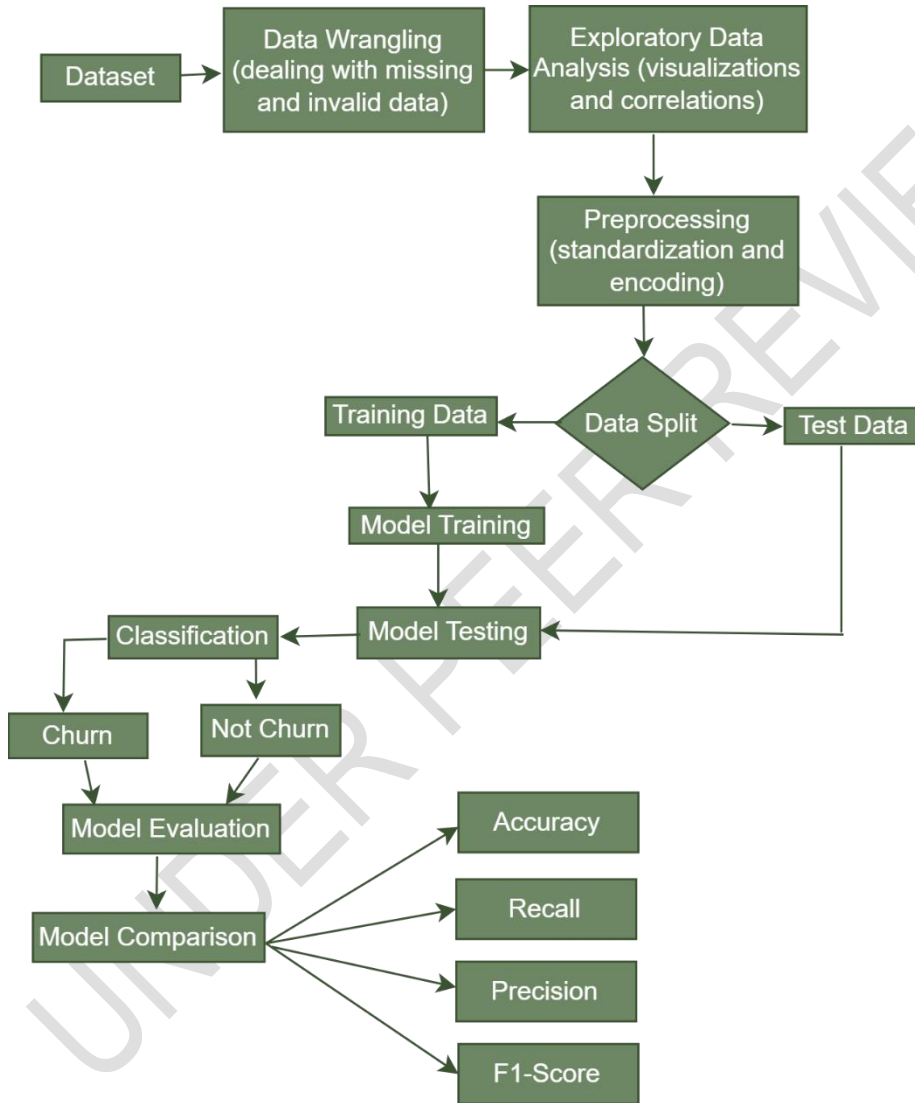 Dataset
Data Wrangling
(dealing with missing
and invalid data)
Exploratory Data
Analysis (visualizations
and correlations)
Preprocessing
(standardization and
encoding)
Data Split
Training Data
Test Data
Model Training
Model Testing
Classification
Churn
Not Churn
Model Evaluation
Model Comparison
Accuracy
Recall
Precision
F1-Score
UNDER PEER REVIE